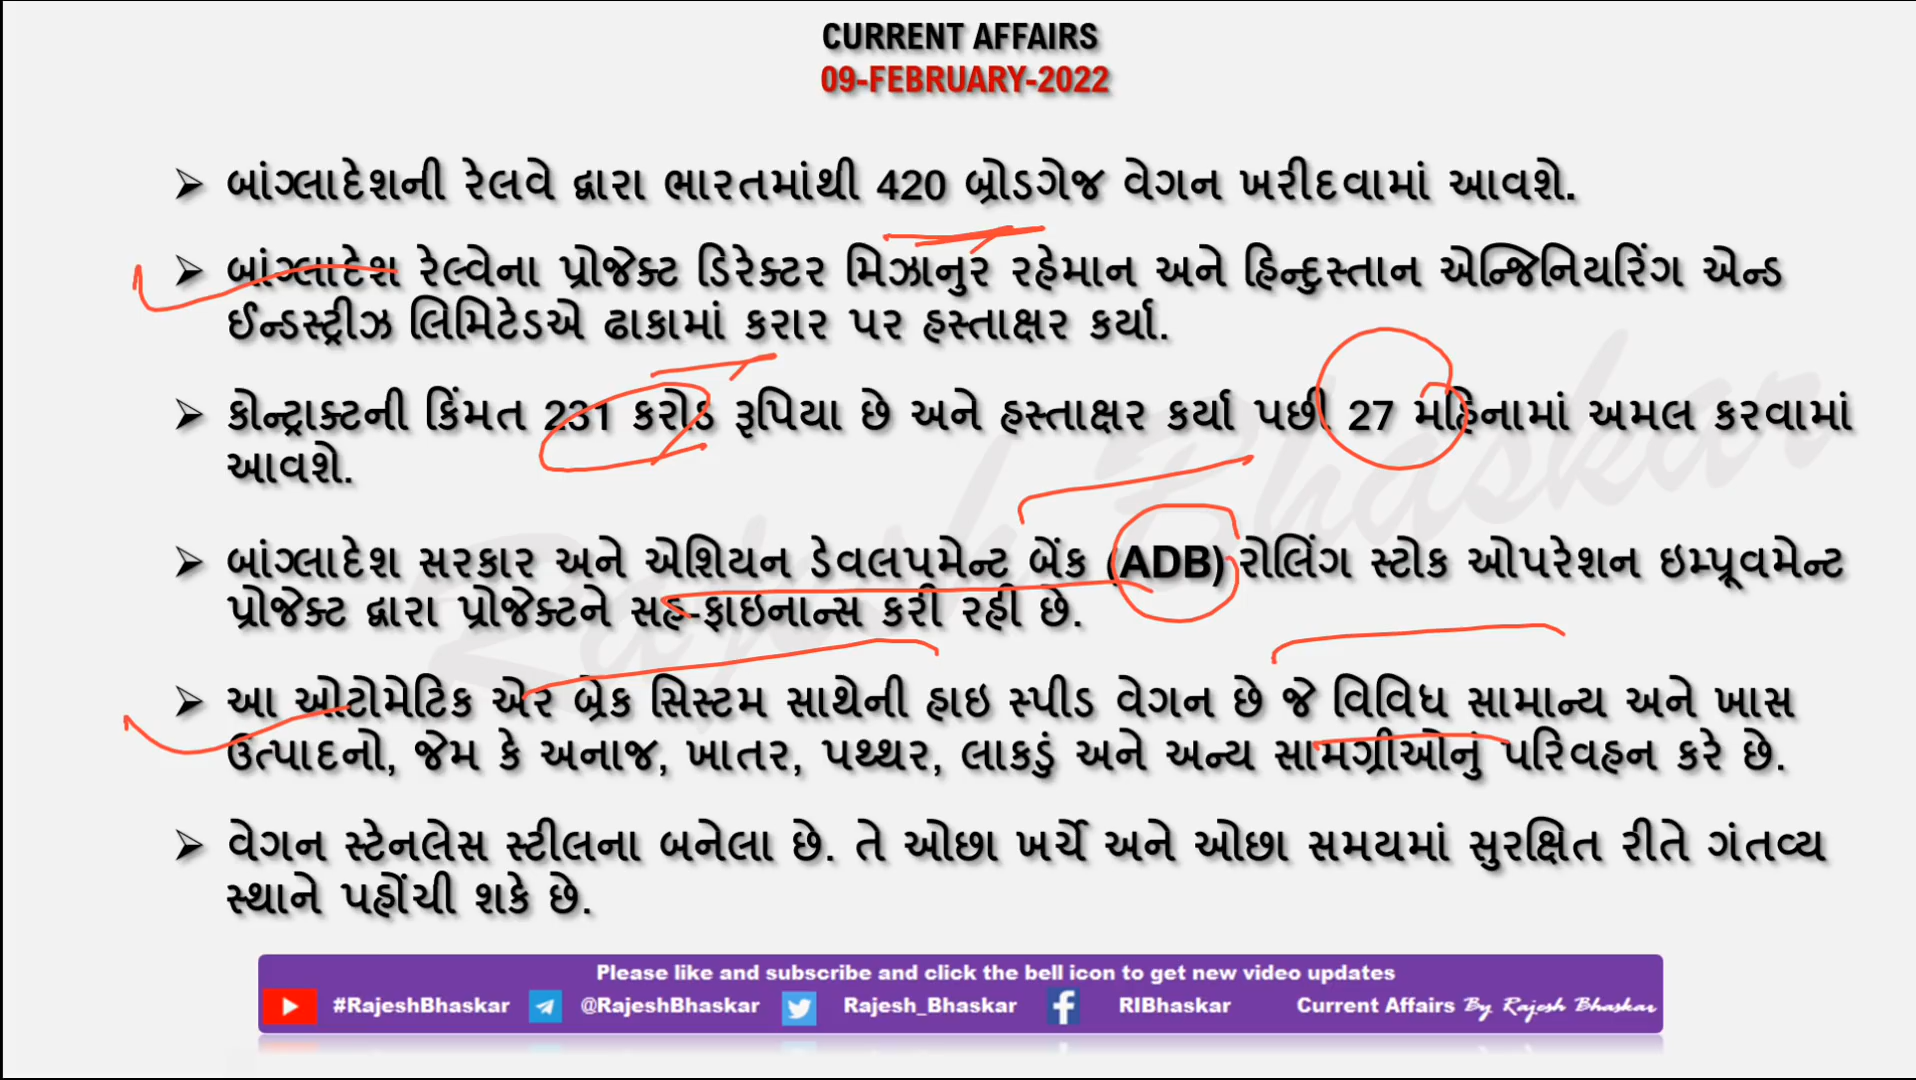 CURRENT AFFAIRS
09-FEBRUARY-2022
બાંગ્લાદેશની રેલવે દ્વારા ભારતમાંથી 420 બ્રોડગેજ વેગન ખરીદવામાં આવશે.
બાંગ્લાદેશ રેલ્વેના પ્રોજેક્ટ ડિરેક્ટર મિઝાનુર રહેમાન અને હિન્દુસ્તાન એન્જિનિયરિંગ એન્ડ
ઈન્ડસ્ટ્રીઝ લિમિટેડએ ઢાકામાં કરાર પર હસ્તાક્ષર કર્યા.
કોન્ટ્રાક્ટની કિંમત 231 કરોડ રૂપિયા છે અને હસ્તાક્ષર કર્યા પછી 27 મહિનામાં અમલ કરવામાં
આવશે.
બાંગ્લાદેશ સરકાર અને એશિયન ડેવલપમેન્ટ બેંક (ADB) રોલિંગ સ્ટોક ઓપરેશન ઇમ્પ્રૂવમેન્ટ
પ્રોજેક્ટ દ્વારા પ્રોજેક્ટને સહ-ફાઇનાન્સ કરી રહી છે.
આ ઓટોમેટિક એર બ્રેક સિસ્ટમ સાથેની હાઇ સ્પીડ વેગન છે જે વિવિધ સામાન્ય અને ખાસ
ઉત્પાદનો, જેમ કે અનાજ, ખાતર, પથ્થર, લાકડું અને અન્ય સામગ્રીઓનું પરિવહન કરે છે.
વેગન સ્ટેનલેસ સ્ટીલના બનેલા છે. તે ઓછા ખર્ચે અને ઓછા સમયમાં સુરક્ષિત રીતે ગંતવ્ય
સ્થાને પહોંચી શકે છે.
Rajesh Bhaskar
Please like and subscribe and click the bell icon to get new video updates
#RajeshBhaskar @RajeshBhaskar Rajesh_Bhaskar RIBhaskar Current Affairs By Rajesh Bhaskar